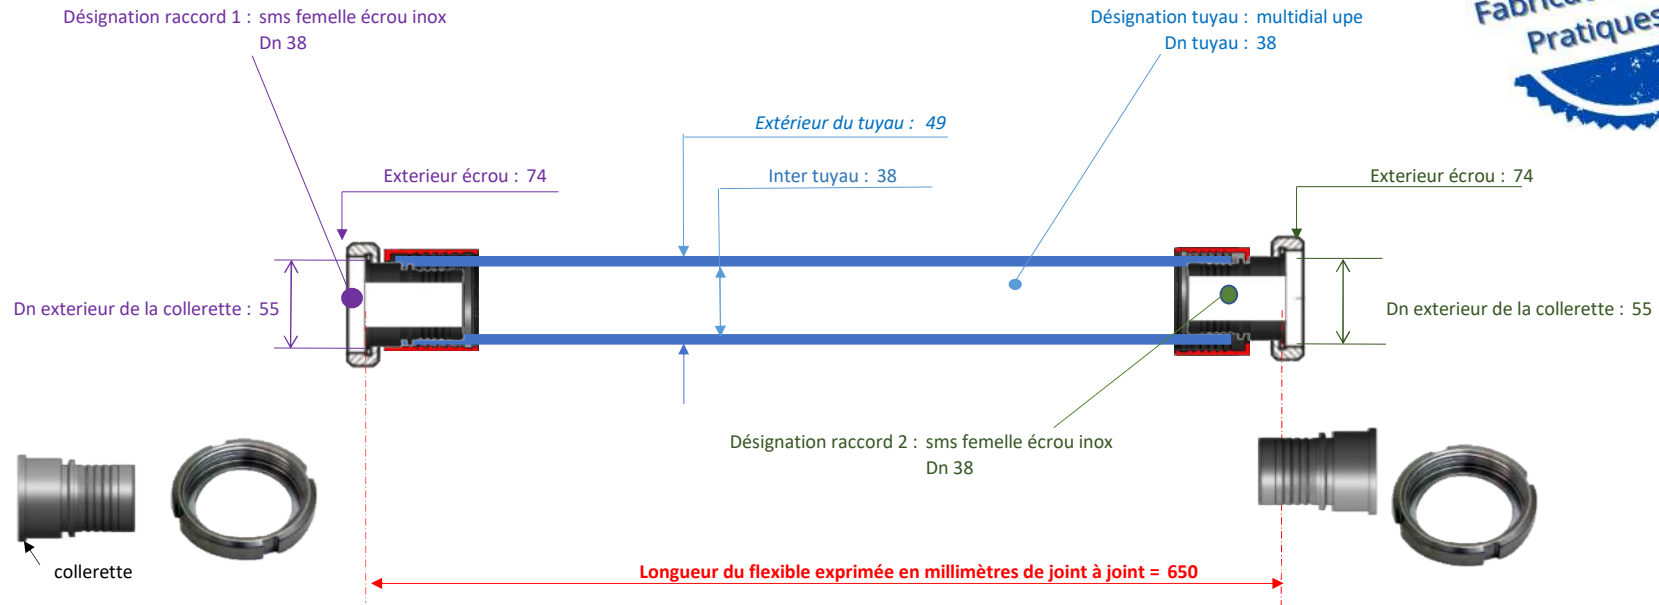 Désignation raccord 1 : sms femelle écrou inox
Dn 38
Désignation tuyau : multidial upe
Dn tuyau : 38
Pratiques
Extérieur du tuyau : 49
Exterieur écrou : 74
Inter tuyau : 38
Exterieur écrou : 74
Dn exterieur de la collerette : 55
Dn exterieur de la collerette : 55
Désignation raccord 2 : sms femelle écrou inox
Dn 38
collerette
Longueur du flexible exprimée en millimètres de joint à joint = 650